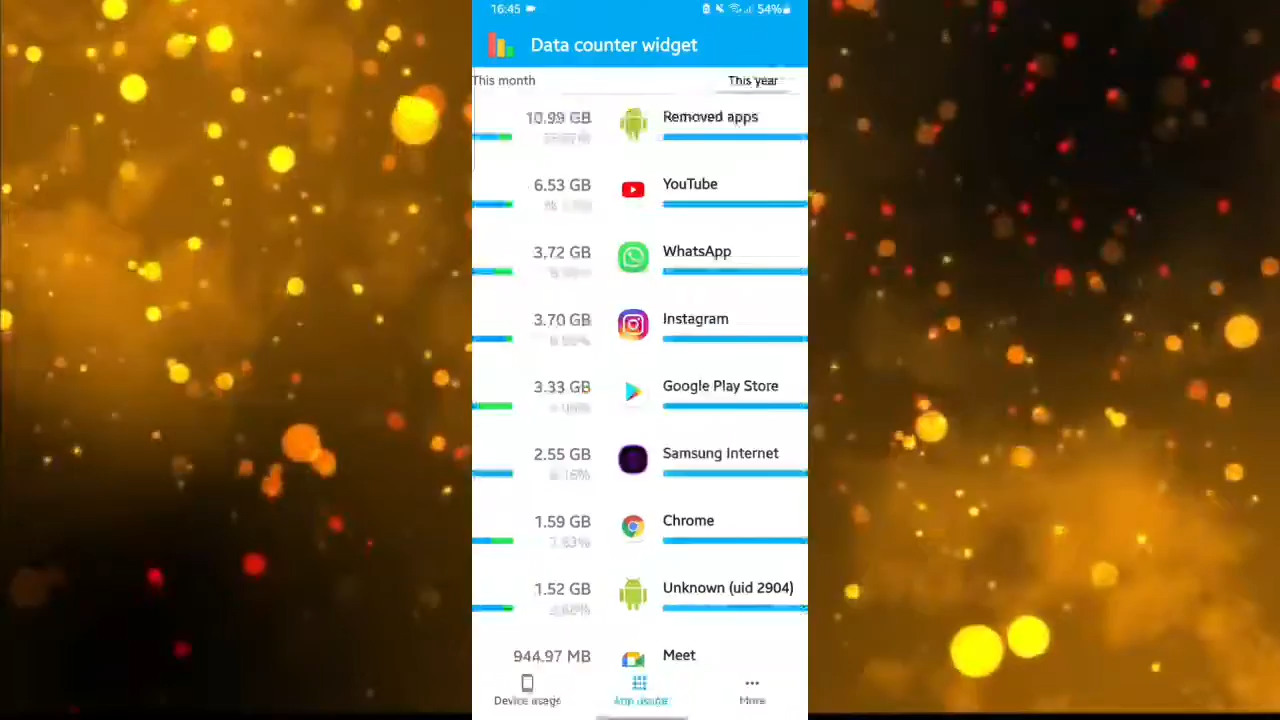 16:45
54%
Data counter widget
This month
This year
10.99 GB
Removed apps
6.53 GB
YouTube
3.72 GB
WhatsApp
3.70 GB
Instagram
3.33 GB
Google Play Store
2.55 GB
Samsung Internet
1.59 GB
Chrome
1.52 GB
Unknown (uid 2904)
944.97 MB
Meet
Device usage
App usage
More